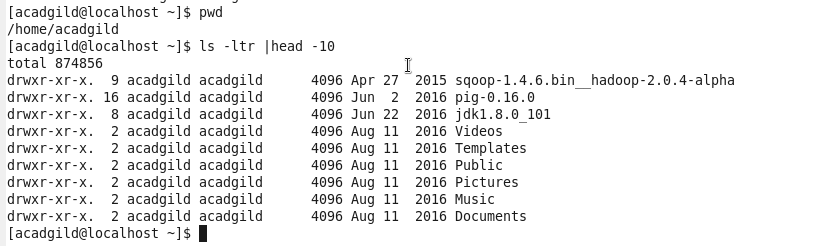 [acadgild@localhost ~]$ pwd
/home/acadgild
[acadgild@localhost ~]$ ls -ltr |head -10
total 874856
drwxr-xr-x.  9 acadgild acadgild      4096 Apr 27  2015 sqoop-1.4.6.bin__hadoop-2.0.4-alpha
drwxr-xr-x. 16 acadgild acadgild      4096 Jun  2  2016 pig-0.16.0
drwxr-xr-x.  8 acadgild acadgild      4096 Jun 22  2016 jdk1.8.0_101
drwxr-xr-x.  2 acadgild acadgild      4096 Aug 11  2016 Videos
drwxr-xr-x.  2 acadgild acadgild      4096 Aug 11  2016 Templates
drwxr-xr-x.  2 acadgild acadgild      4096 Aug 11  2016 Public
drwxr-xr-x.  2 acadgild acadgild      4096 Aug 11  2016 Pictures
drwxr-xr-x.  2 acadgild acadgild      4096 Aug 11  2016 Music
drwxr-xr-x.  2 acadgild acadgild      4096 Aug 11  2016 Documents
[acadgild@localhost ~]$